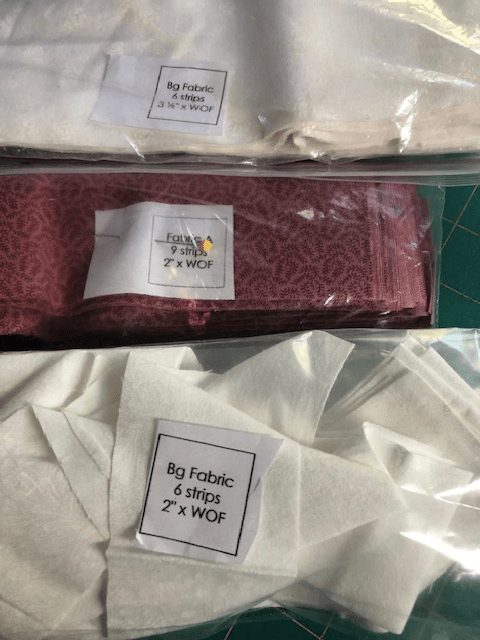 Bg Fabric
6 strips
3 ½" x WOF
Fabric A
9 strips
2" x WOF
Bg Fabric
6 strips
2" x WOF